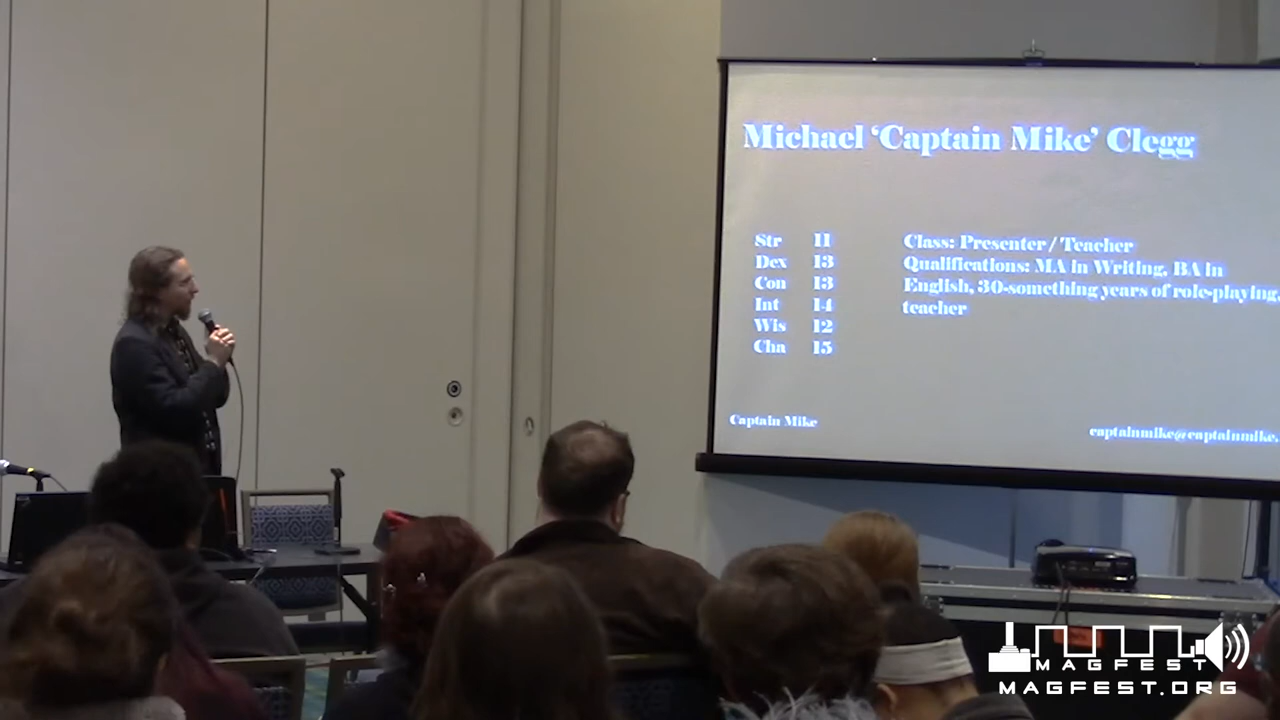 Michael ‘Captain Mike’ Clegg
Str 11
Dex 13
Con 13
Int 14
Wis 12
Cha 15
Class: Presenter / Teacher
Qualifications: MA in Writing, BA in
English, 30-something years of role-playing,
teacher
Captain Mike
captainmike@captainmike.
MAGFEST
MAGFEST.ORG